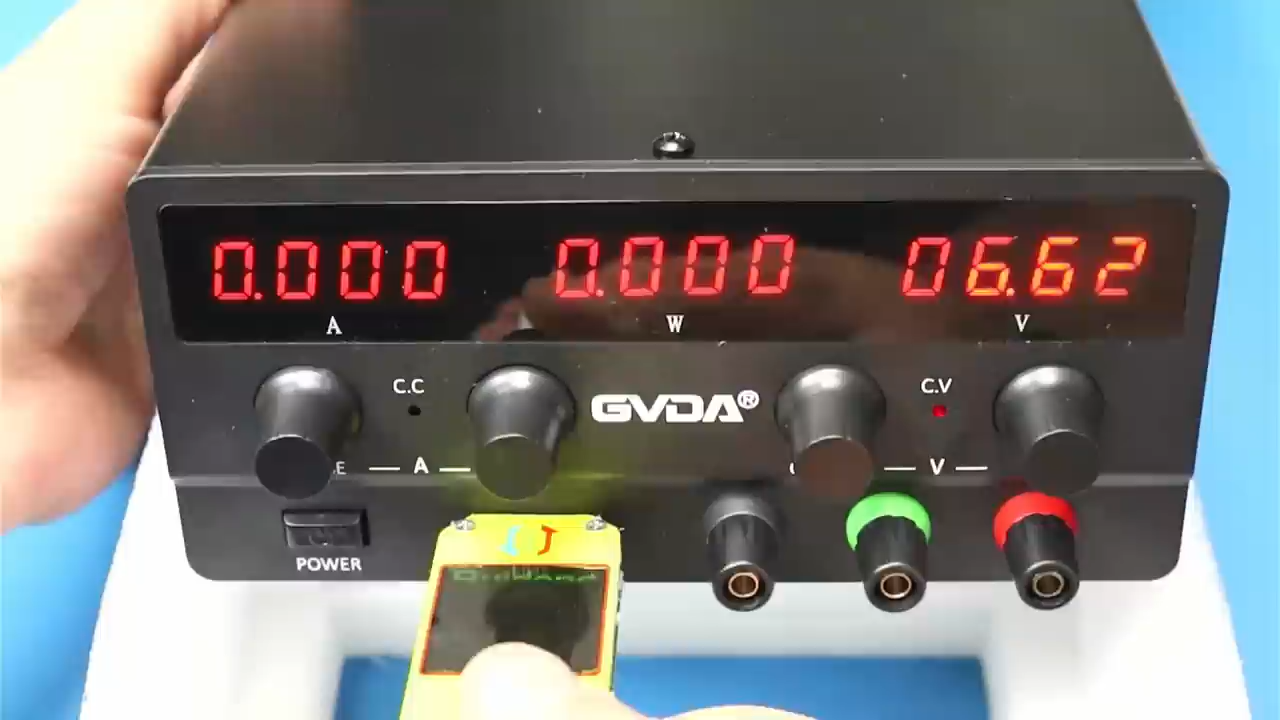 0.000 0.000 06.62
A W V
C.C GVDA® C.V
E A V
POWER